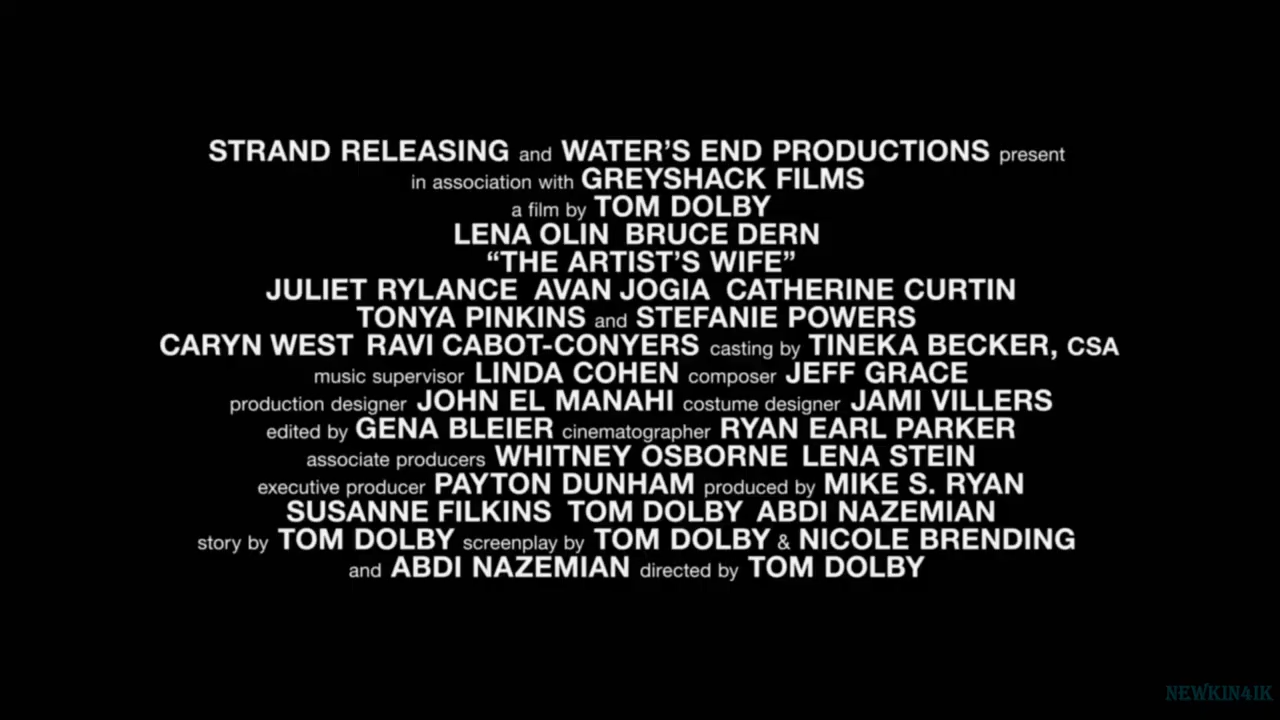 STRAND RELEASING and WATER'S END PRODUCTIONS present
in association with GREYSHACK FILMS
a film by TOM DOLBY
LENA OLIN BRUCE DERN
“THE ARTIST'S WIFE”
JULIET RYLANCE AVAN JOGIA CATHERINE CURTIN
TONYA PINKINS and STEFANIE POWERS
CARYN WEST RAVI CABOT-CONYERS casting by TINEKA BECKER, CSA
music supervisor LINDA COHEN composer JEFF GRACE
production designer JOHN EL MANAHI costume designer JAMI VILLERS
edited by GENA BLEIER cinematographer RYAN EARL PARKER
associate producers WHITNEY OSBORNE LENA STEIN
executive producer PAYTON DUNHAM produced by MIKE S. RYAN
SUSANNE FILKINS TOM DOLBY ABDI NAZEMIAN
story by TOM DOLBY screenplay by TOM DOLBY & NICOLE BRENDING
and ABDI NAZEMIAN directed by TOM DOLBY
NEWKIN4IK